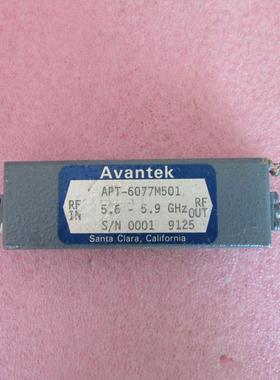 Avantek
APT-6077M501
RF IN 5.6 - 5.9 GHz RF OUT
S/N 0001 9125
Santa Clara, California